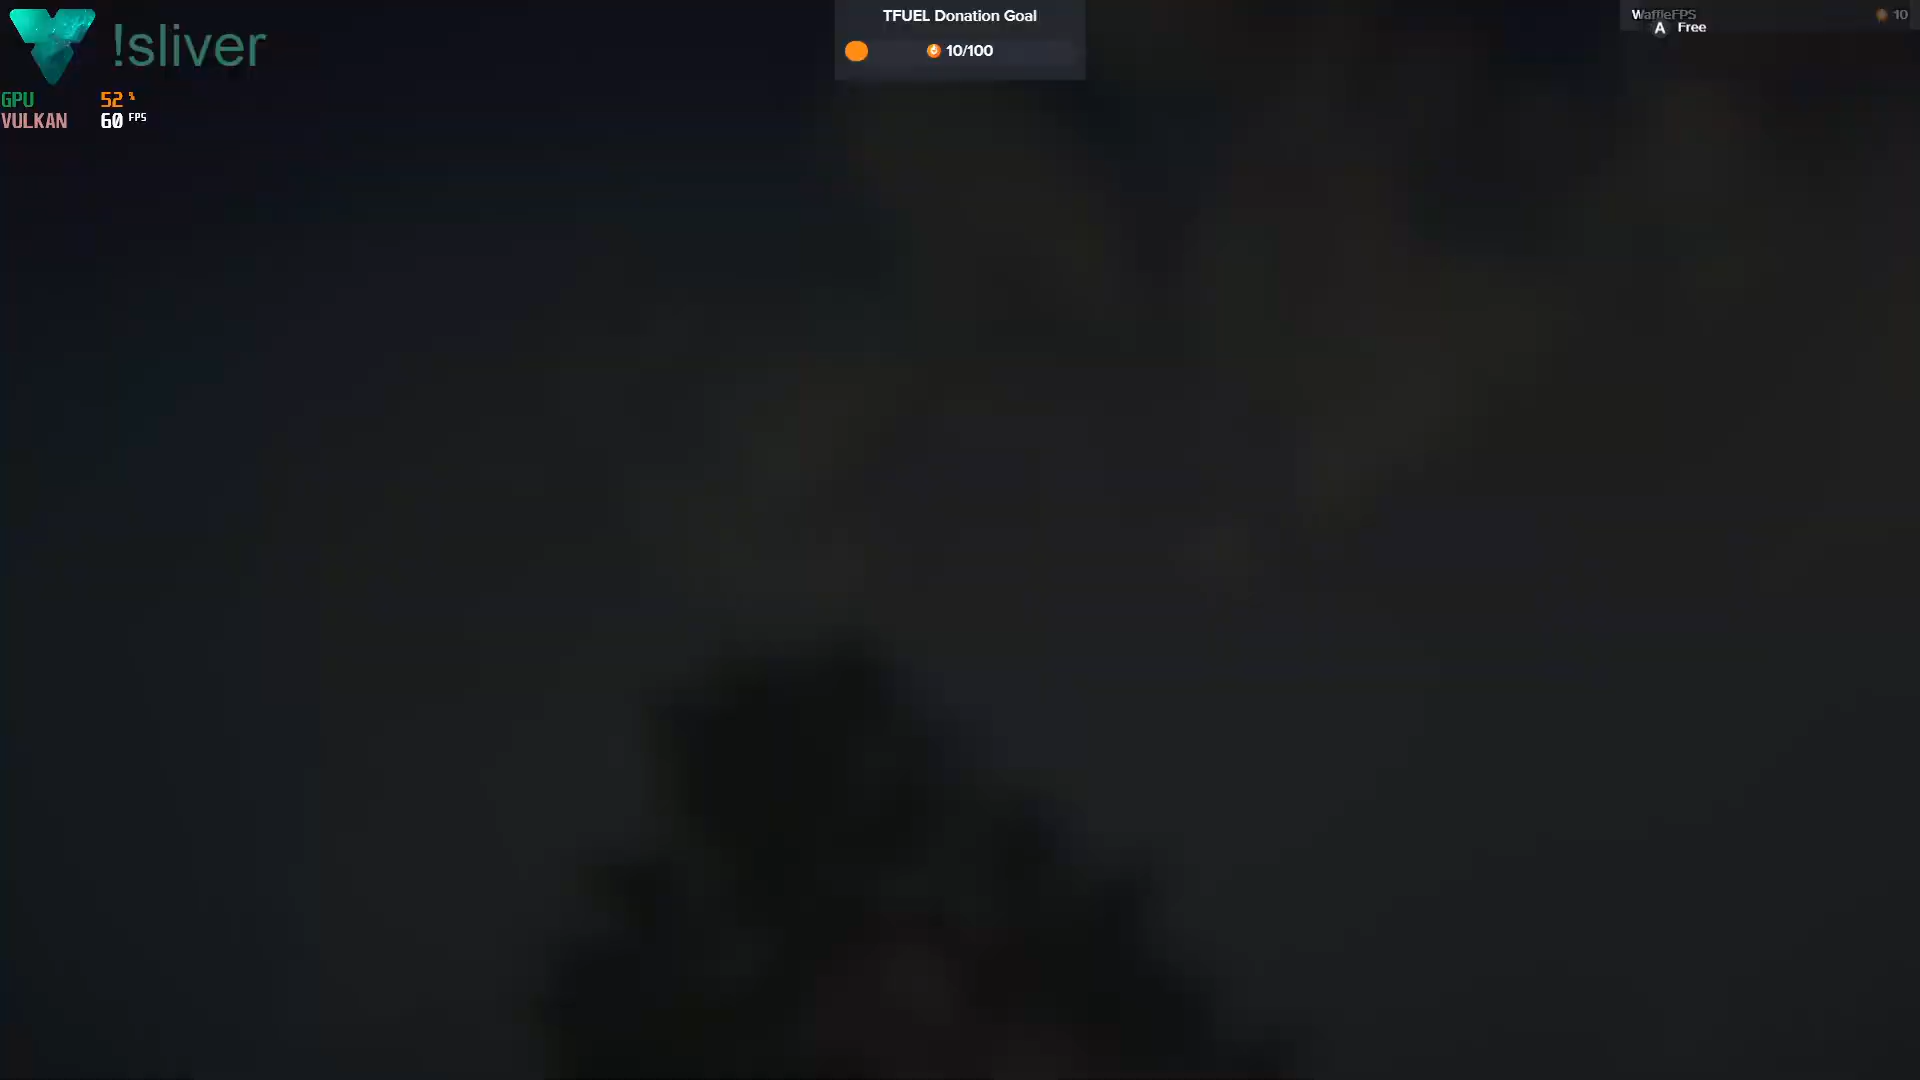 !sliver
GPU 52 %
VULKAN 60 FPS
TFUEL Donation Goal
10/100
WaffleFPS 10
A Free